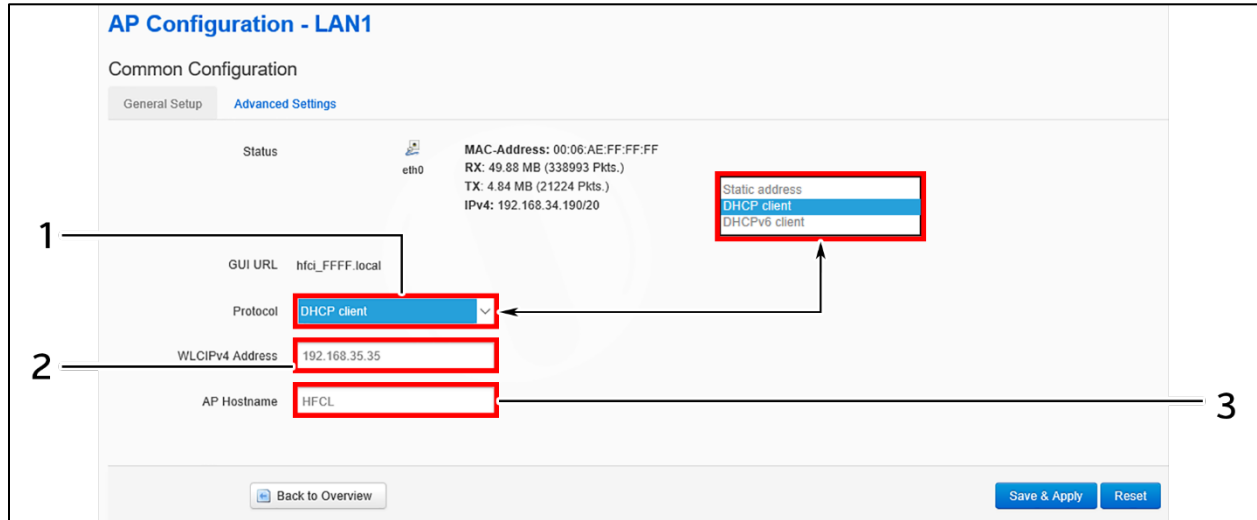 AP Configuration - LAN1
Common Configuration
General Setup Advanced Settings
Status
eth0
MAC-Address: 00:06:AE:FF:FF:FF
RX: 49.88 MB (338993 Pkts.)
TX: 4.84 MB (21224 Pkts.)
IPv4: 192.168.34.190/20
Static address
DHCP client
DHCPv6 client
1
GUI URL hfci_FFFF.local
Protocol DHCP client
2
WLCIPv4 Address 192.168.35.35
AP Hostname HFCL
3
Back to Overview Save & Apply Reset